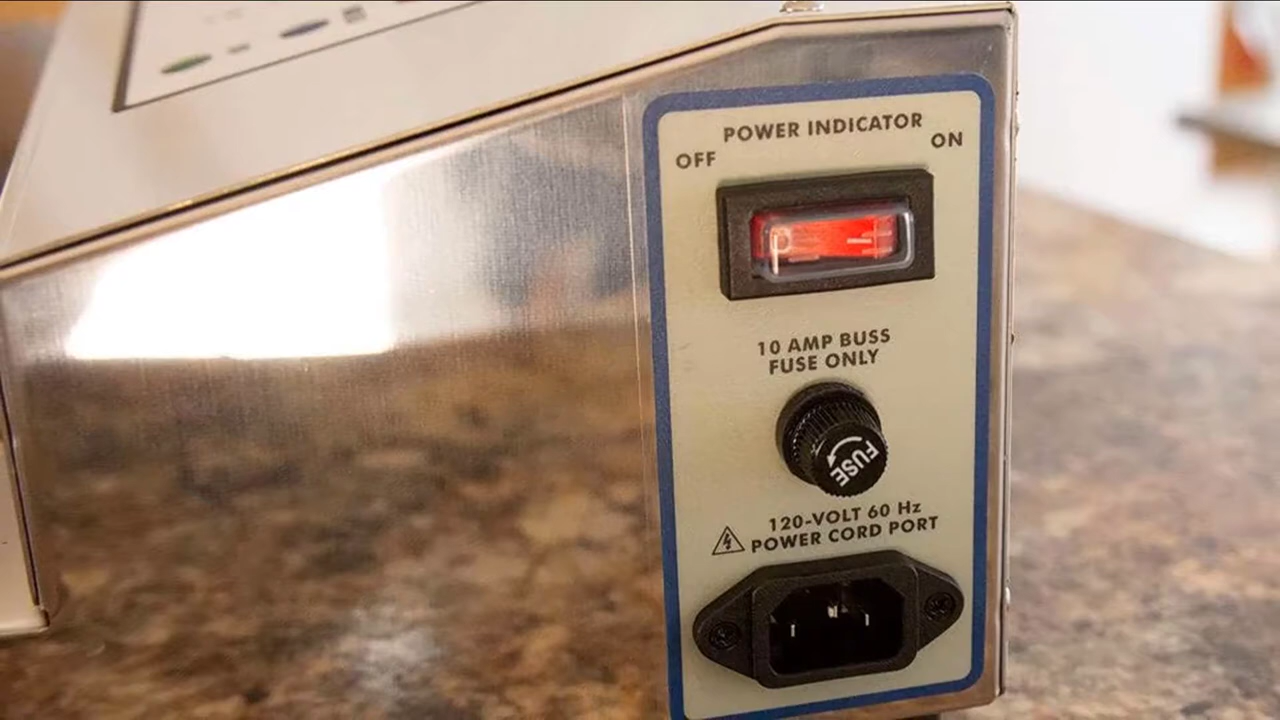 POWER INDICATOR
OFF
ON
10 AMP BUSS
FUSE ONLY
FUSE
120-VOLT 60 Hz
POWER CORD PORT